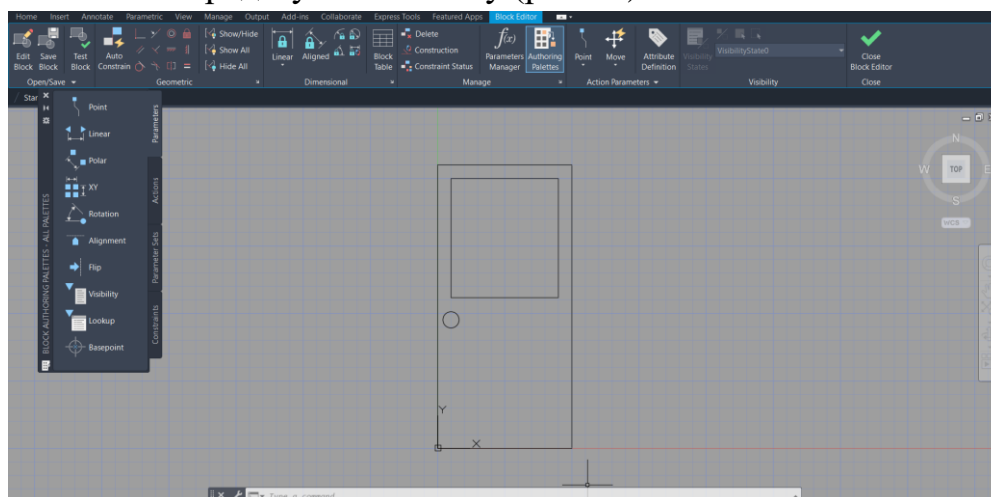 Home Insert Annotate Parametric View Manage Output Add-ins Collaborate Express Tools Featured Apps Block Editor
Edit Block
Save Block
Test Block
Auto Constrain
Show/Hide
Show All
Hide All
Linear
Aligned
Block Table
Delete
Construction
Constraint Status
f(x)
Parameters Manager
Authoring Palettes
Point
Move
Attribute Definition
Visibility States
VisibilityState0
Close Block Editor
Open/Save
Geometric
Dimensional
Manage
Action Parameters
Visibility
Close
Star
Point
Linear
Polar
XY
Rotation
Alignment
Flip
Visibility
Lookup
Basepoint
Parameters
Actions
Parameter Sets
Constraints
BLOCK AUTHORING PALETTES - ALL PALETTES
N
W
TOP
E
S
WCS
Y
X
Type a command